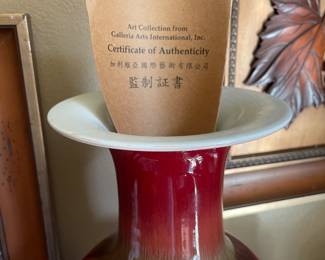 Art Collection from
Galleria Arts International, Inc.
Certificate of Authenticity
加利雅亞國際藝術有限公司
監制証書